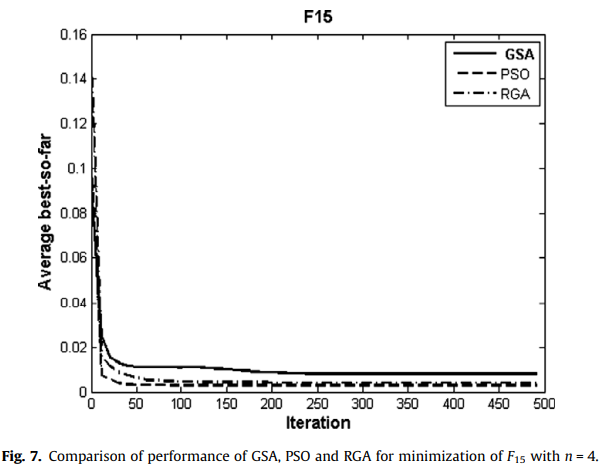 F15
0.16
0.14
0.12
0.1
0.08
0.06
0.04
0.02
0
Average best-so-far
GSA
PSO
RGA
0 50 100 150 200 250 300 350 400 450 500
Iteration
Fig. 7. Comparison of performance of GSA, PSO and RGA for minimization of F15 with n = 4.